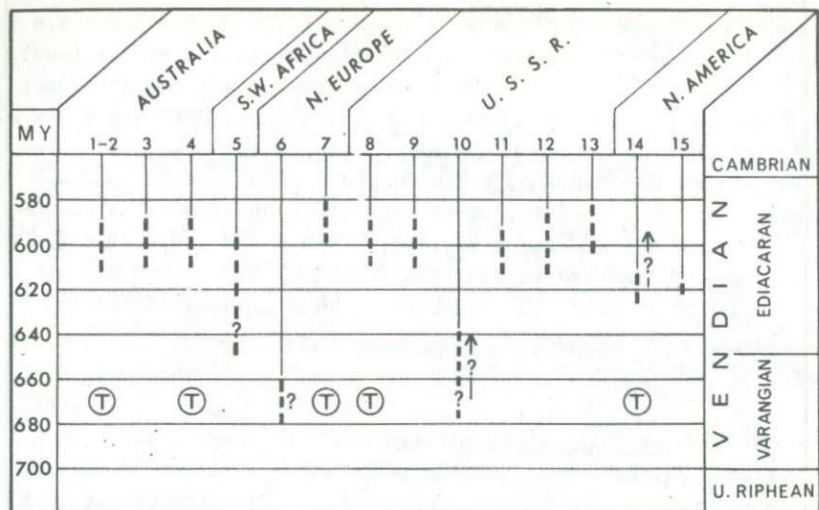 AUSTRALIA
S.W. AFRICA
N. EUROPE
U. S. S. R.
N. AMERICA
MY
1-2 3 4 5 6 7 8 9 10 11 12 13 14 15
CAMBRIAN
580
600
?
620
?
640
?
660
?
?
T T T T T
680
?
700
VENDIAN
EDIACARAN
VARANGIAN
U. RIPHEAN